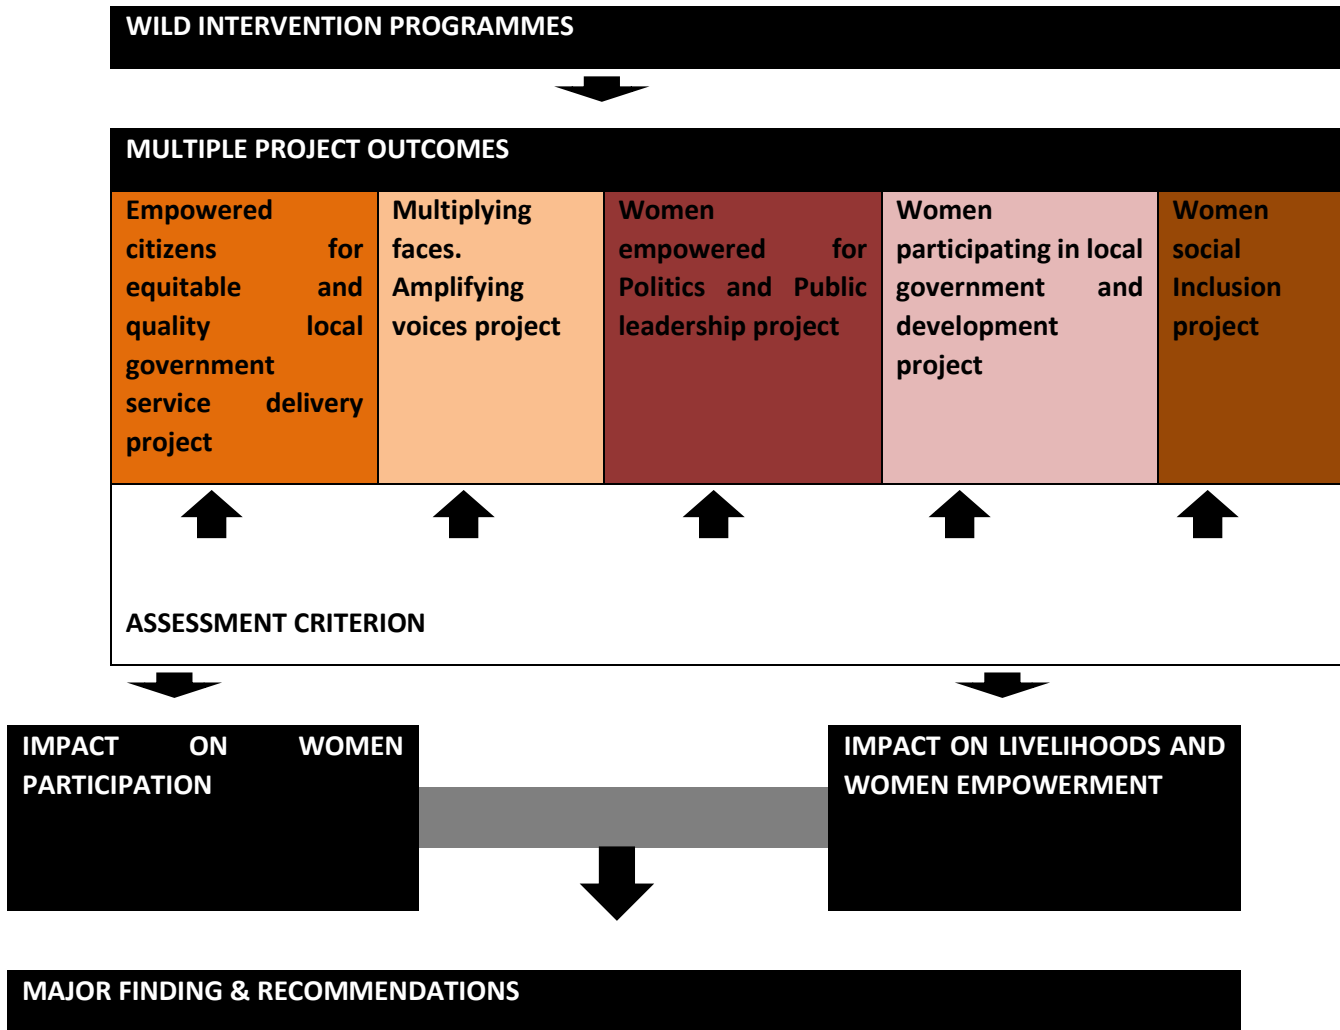 WILD INTERVENTION PROGRAMMES
MULTIPLE PROJECT OUTCOMES
Empowered
citizens for
equitable and
quality local
government
service delivery
project
Multiplying
faces.
Amplifying
voices project
Women
empowered for
Politics and Public
leadership project
Women
participating in local
government and
development
project
Women
social
Inclusion
project
ASSESSMENT CRITERION
IMPACT ON WOMEN
PARTICIPATION
IMPACT ON LIVELIHOODS AND
WOMEN EMPOWERMENT
MAJOR FINDING & RECOMMENDATIONS